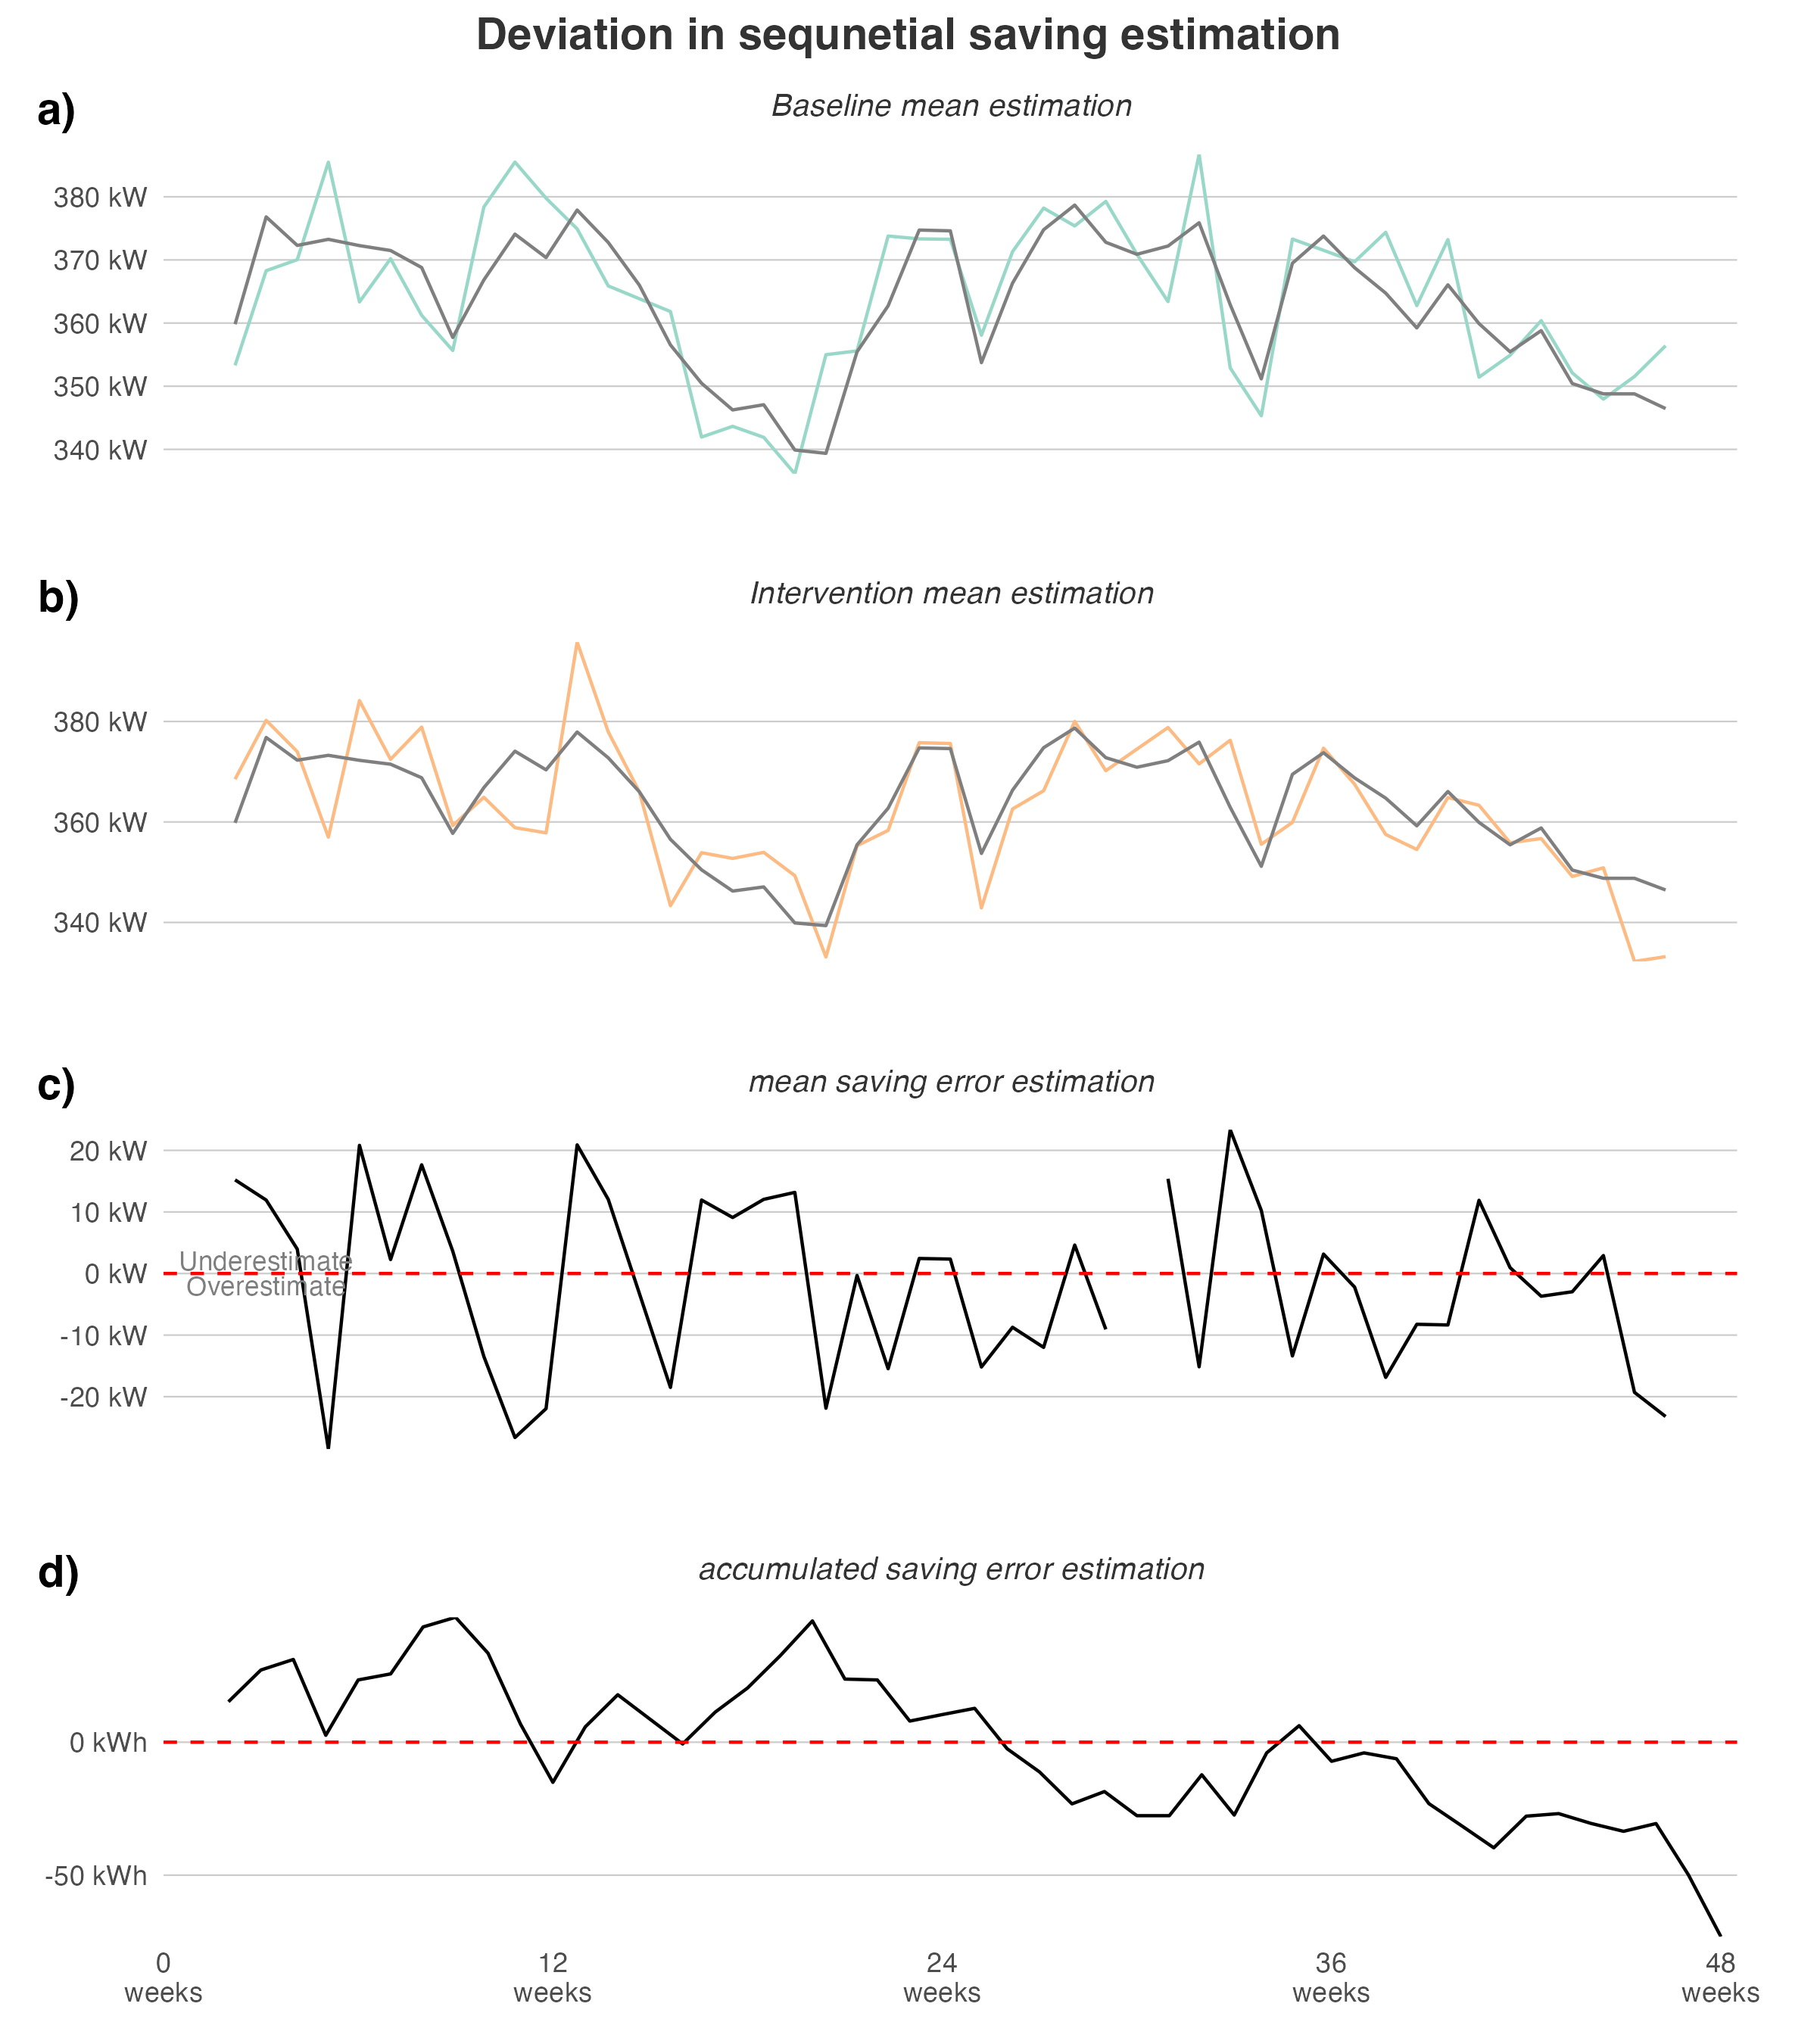 Deviation in sequnetial saving estimation
a)
Baseline mean estimation
380 kW
370 kW
360 kW
350 kW
340 kW
b)
Intervention mean estimation
380 kW
360 kW
340 kW
c)
mean saving error estimation
20 kW
10 kW
Underestimate
0 kW
Overestimate
-10 kW
-20 kW
d)
accumulated saving error estimation
0 kWh
-50 kWh
0 12 24 36 48
weeks weeks weeks weeks weeks